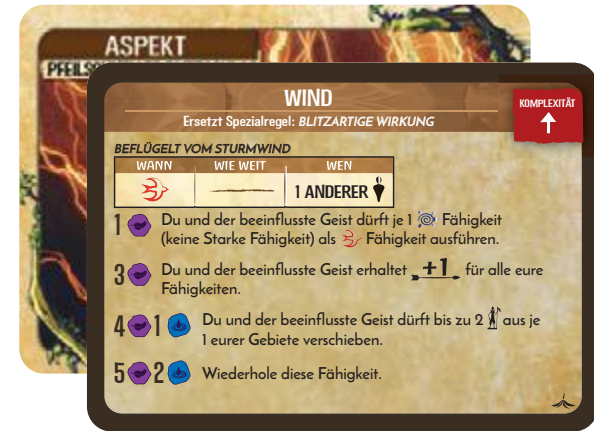 ASPEKT
WIND
KOMPLEXITÄT
Ersetzt Spezialregel: BLITZARTIGE WIRKUNG
BEFLÜGELT VOM STURMWIND
WANN WIE WEIT WEN
1 ANDERER
1 Du und der beeinflusste Geist dürft je 1 Fähigkeit
(keine Starke Fähigkeit) als Fähigkeit ausführen.
3 Du und der beeinflusste Geist erhaltet +1 für alle eure
Fähigkeiten.
4 1 Du und der beeinflusste Geist dürft bis zu 2 aus je
1 eurer Gebiete verschieben.
5 2 Wiederhole diese Fähigkeit.